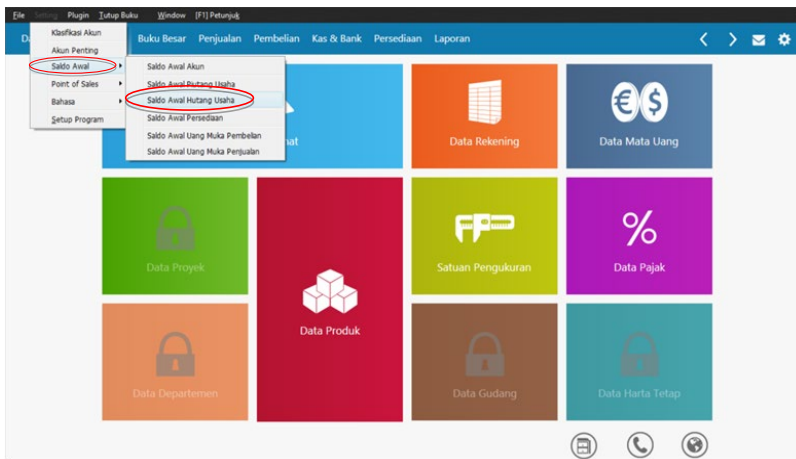 File Setting Plugin Tutup Buku Window [F1] Petunjuk
Buku Besar Penjualan Pembelian Kas & Bank Persediaan Laporan
Klasifikasi Akun
Akun Penting
Saldo Awal
Point of Sales
Bahasa
Setup Program
Saldo Awal Akun
Saldo Awal Piutang Usaha
Saldo Awal Hutang Usaha
Saldo Awal Persediaan
Saldo Awal Uang Muka Pembelian
Saldo Awal Uang Muka Penjualan
Data Rekening
Data Mata Uang
Data Proyek
Data Produk
Satuan Pengukuran
Data Pajak
Data Departemen
Data Gudang
Data Harta Tetap